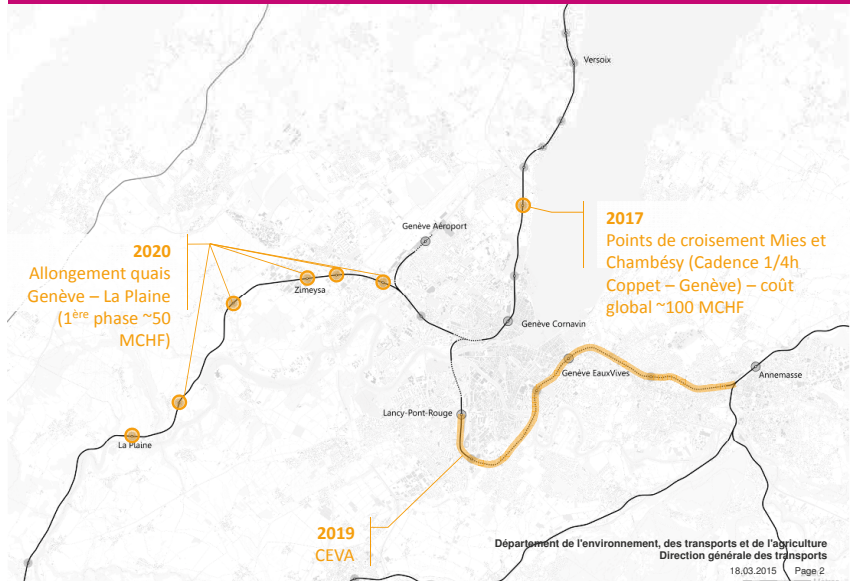 Versoix
Genève Aéroport
2017
Points de croisement Mies et
Chambésy (Cadence 1/4h
Coppet – Genève) – coût
global ~100 MCHF
2020
Allongement quais
Genève – La Plaine
(1ère phase ~50
MCHF)
Zimeysa
Genève Cornavin
Genève EauxVives
Annemasse
Lancy-Pont-Rouge
La Plaine
2019
CEVA
Département de l'environnement, des transports et de l'agriculture
Direction générale des transports
18.03.2015 Page 2